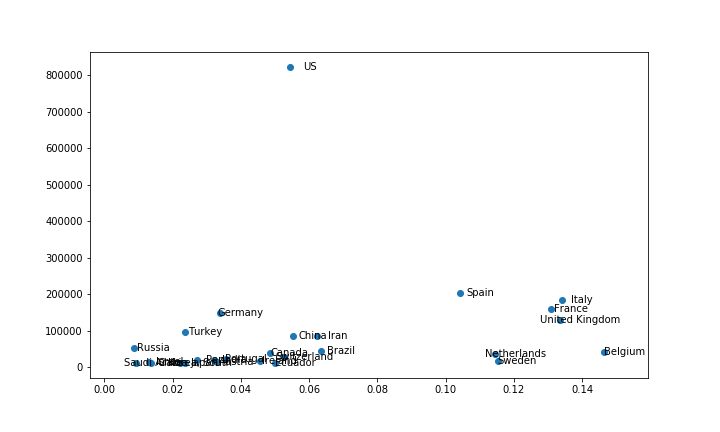 800000
700000
600000
500000
400000
300000
200000
100000
0
US
Spain
Italy
France
United Kingdom
Germany
Turkey
China
Iran
Russia
Canada
Brazil
Netherlands
Belgium
Sweden
Portugal
Ireland
Ecuador
Saudi
0.00
0.02
0.04
0.06
0.08
0.10
0.12
0.14